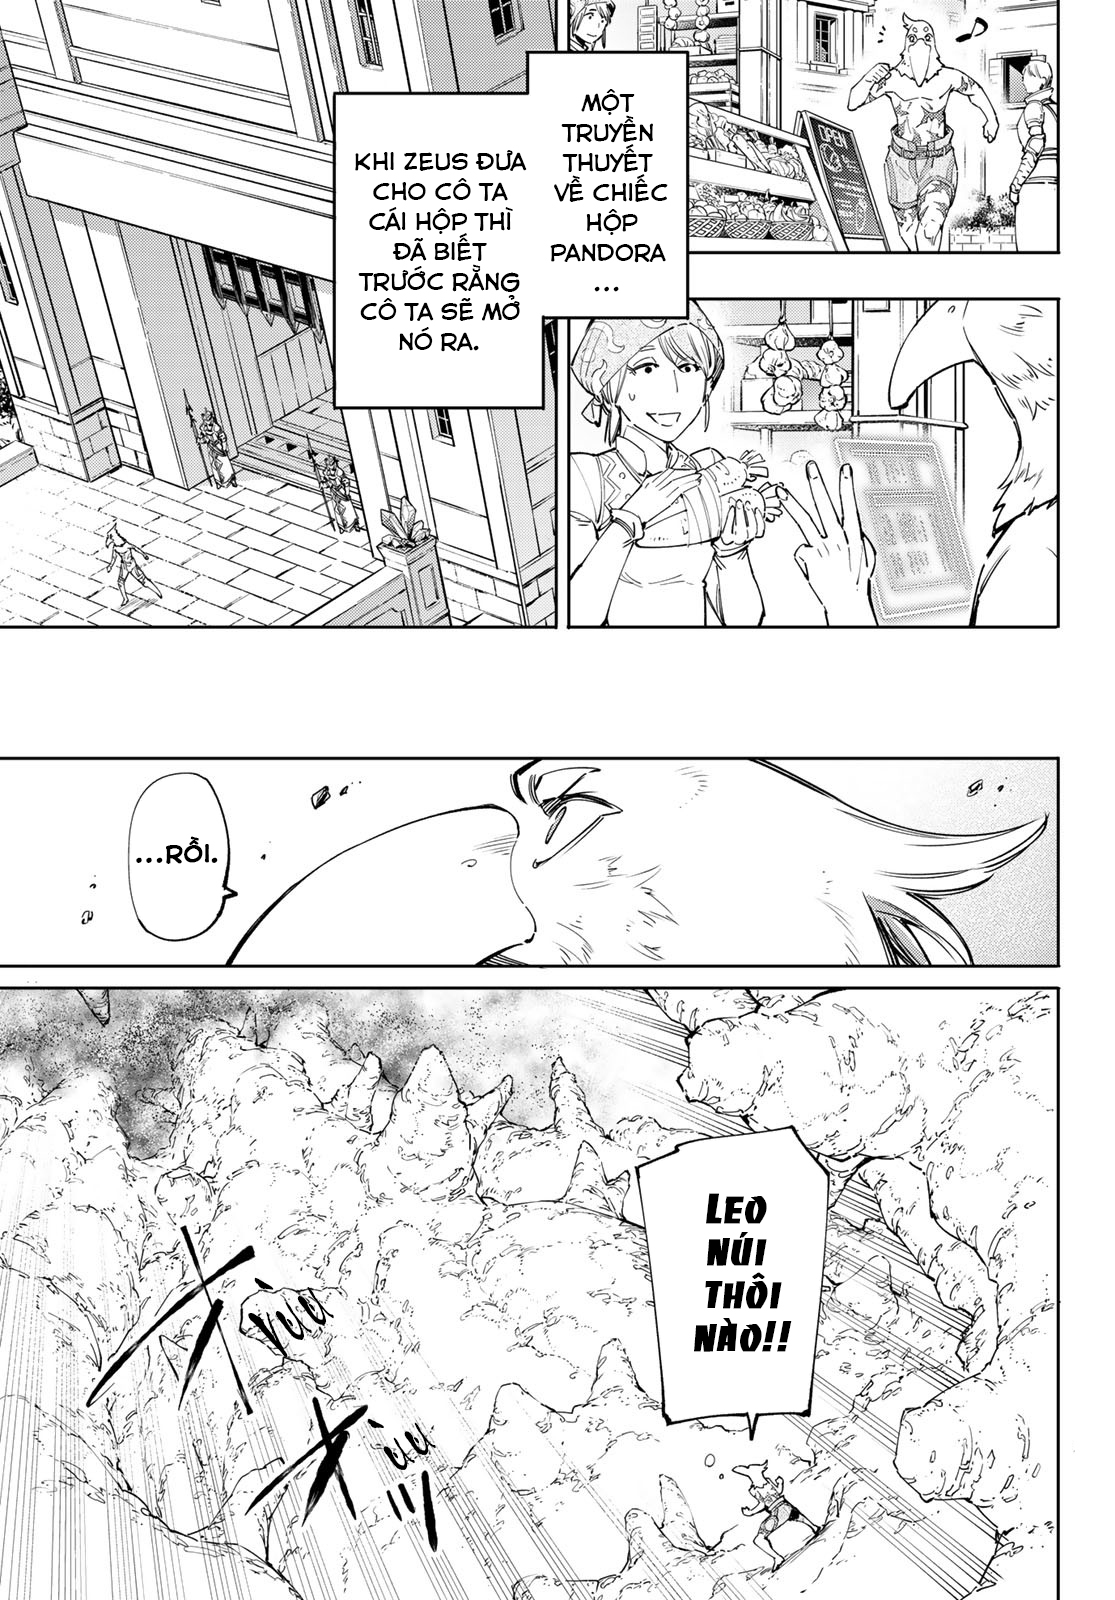 MỘT
TRUYỀN
THUYẾT
VỀ CHIẾC
HỘP
PANDORA
...
KHI ZEUS ĐƯA
CHO CÔ TA
CÁI HỘP THÌ
ĐÃ BIẾT
TRƯỚC RẰNG
CÔ TA SẼ MỞ
NÓ RA.
OPEN
...RỒI.
LEO
NÚI
THÔI
NÀO!!